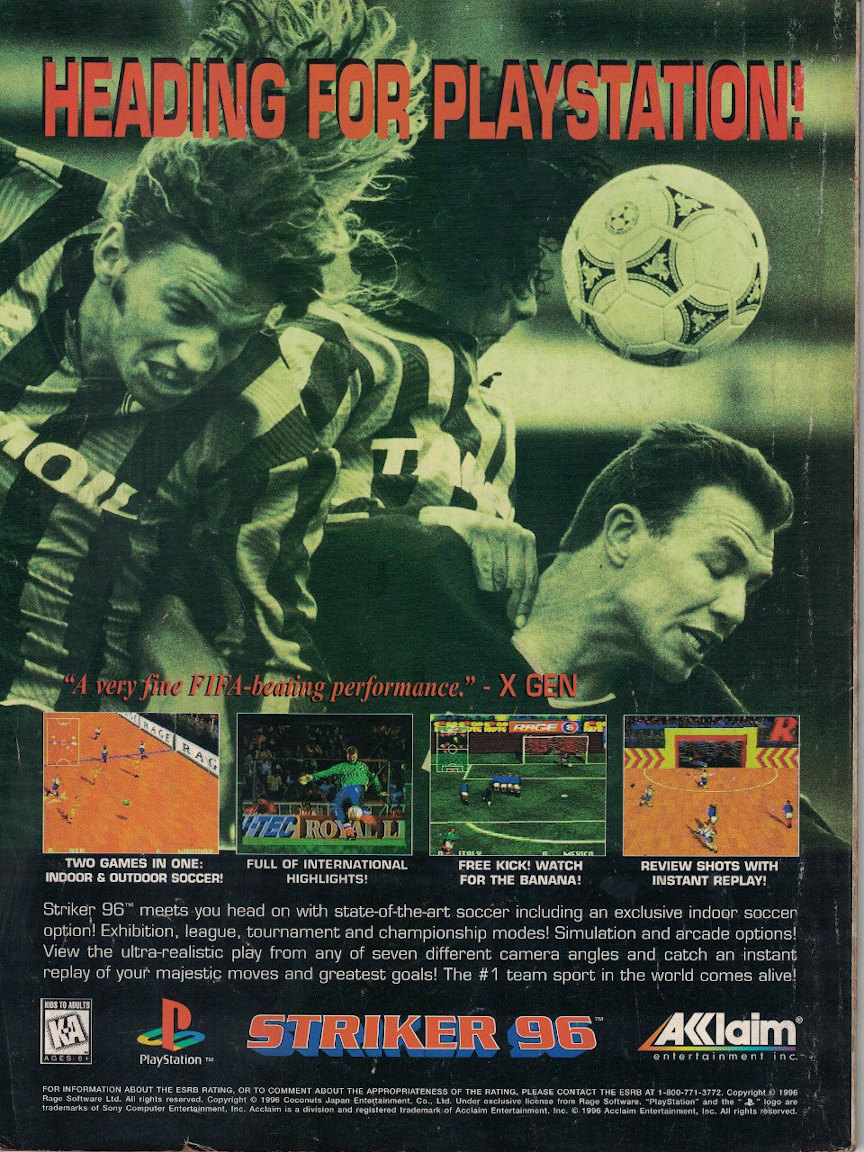 HEADING FOR PLAYSTATION!
"A very fine FIFA-beating performance." - X GEN
RAGE
RAG
ROYAL LI
RAGE
R
ITALY
MEXICO
TWO GAMES IN ONE:
INDOOR & OUTDOOR SOCCER!
FULL OF INTERNATIONAL
HIGHLIGHTS!
FREE KICK! WATCH
FOR THE BANANA!
REVIEW SHOTS WITH
INSTANT REPLAY!
Striker 96™ meets you head on with state-of-the-art soccer including an exclusive indoor soccer
option! Exhibition, league, tournament and championship modes! Simulation and arcade options!
View the ultra-realistic play from any of seven different camera angles and catch an instant
replay of your majestic moves and greatest goals! The #1 team sport in the world comes alive!
KIDS TO ADULTS
K-A
AGES 6+
PlayStation™
STRIKER 96™
AKKlaim®
entertainment inc.
FOR INFORMATION ABOUT THE ESRB RATING, OR TO COMMENT ABOUT THE APPROPRIATENESS OF THE RATING, PLEASE CONTACT THE ESRB AT 1-800-771-3772. Copyright © 1996
Rage Software Ltd. All rights reserved. Copyright © 1996 Coconuts Japan Entertainment, Co., Ltd. Under exclusive license from Rage Software. "PlayStation" and the " " logo are
trademarks of Sony Computer Entertainment, Inc. Acclaim is a division and registered trademark of Acclaim Entertainment, Inc. © 1996 Acclaim Entertainment, Inc. All rights reserved.